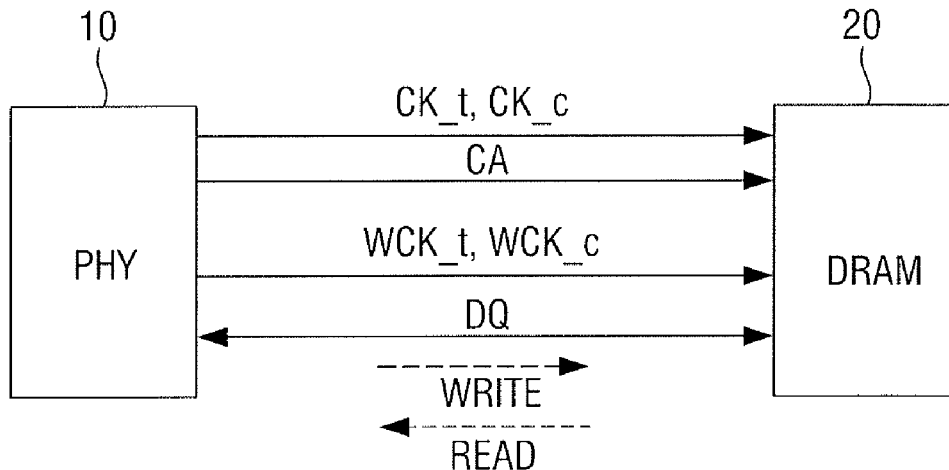 10
20
CK_t, CK_c
CA
PHY
WCK_t, WCK_c
DRAM
DQ
WRITE
READ